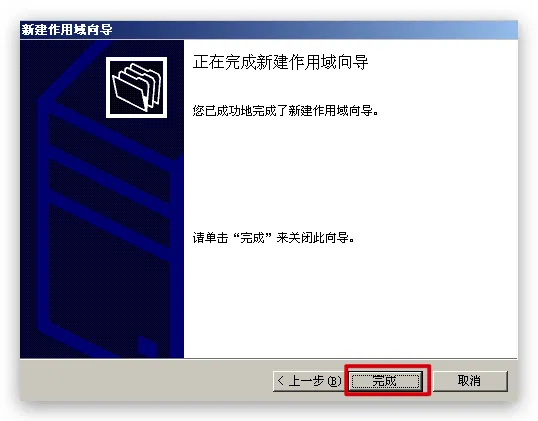 新建作用域向导
正在完成新建作用域向导
您已成功地完成了新建作用域向导。
请单击“完成”来关闭此向导。
< 上一步(B)
完成
取消